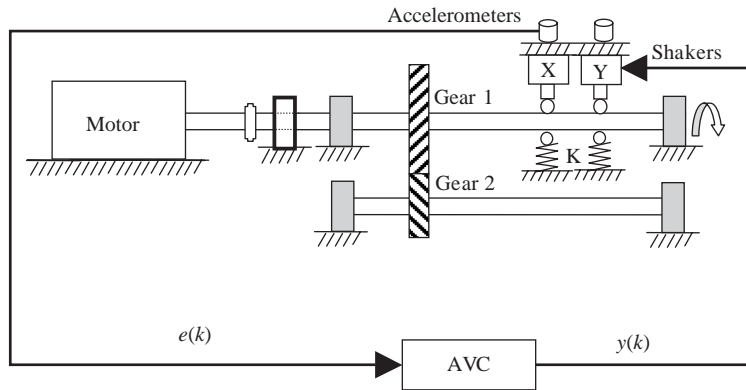 Accelerometers
Shakers
X
Y
Motor
Gear 1
K
Gear 2
e(k)
AVC
y(k)